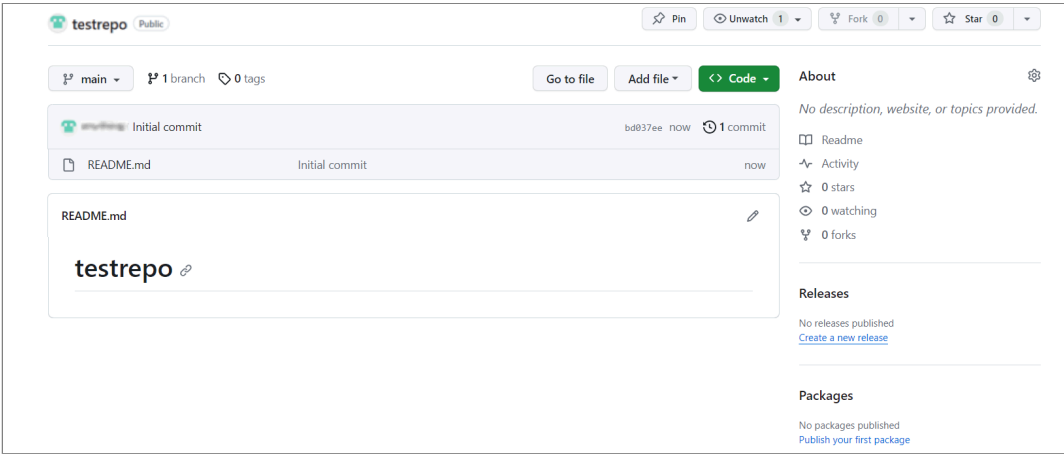 testrepo Public Pin Unwatch 1 Fork 0 Star 0
main 1 branch 0 tags Go to file Add file <> Code
Initial commit bd037ee now 1 commit
README.md Initial commit now
README.md
testrepo
About
No description, website, or topics provided.
Readme
Activity
0 stars
0 watching
0 forks
Releases
No releases published
Create a new release
Packages
No packages published
Publish your first package